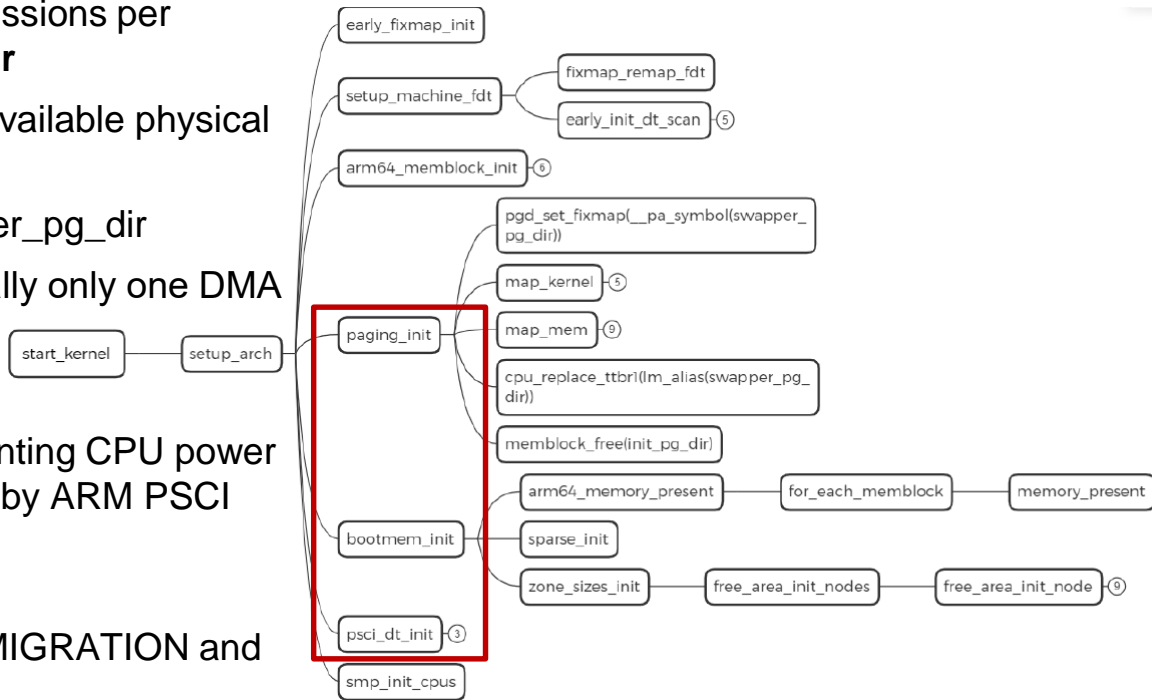 ssions per
r
vailable physical
er_pg_dir
ally only one DMA
nting CPU power
by ARM PSCI
MIGRATION and
start_kernel
setup_arch
early_fixmap_init
setup_machine_fdt
fixmap_remap_fdt
early_init_dt_scan
5
arm64_memblock_init
6
paging_init
pgd_set_fixmap(__pa_symbol(swapper_
pg_dir))
map_kernel
5
map_mem
9
cpu_replace_ttbr1(lm_alias(swapper_pg_
dir))
memblock_free(init_pg_dir)
bootmem_init
arm64_memory_present
for_each_memblock
memory_present
sparse_init
zone_sizes_init
free_area_init_nodes
free_area_init_node
9
psci_dt_init
3
smp_init_cpus